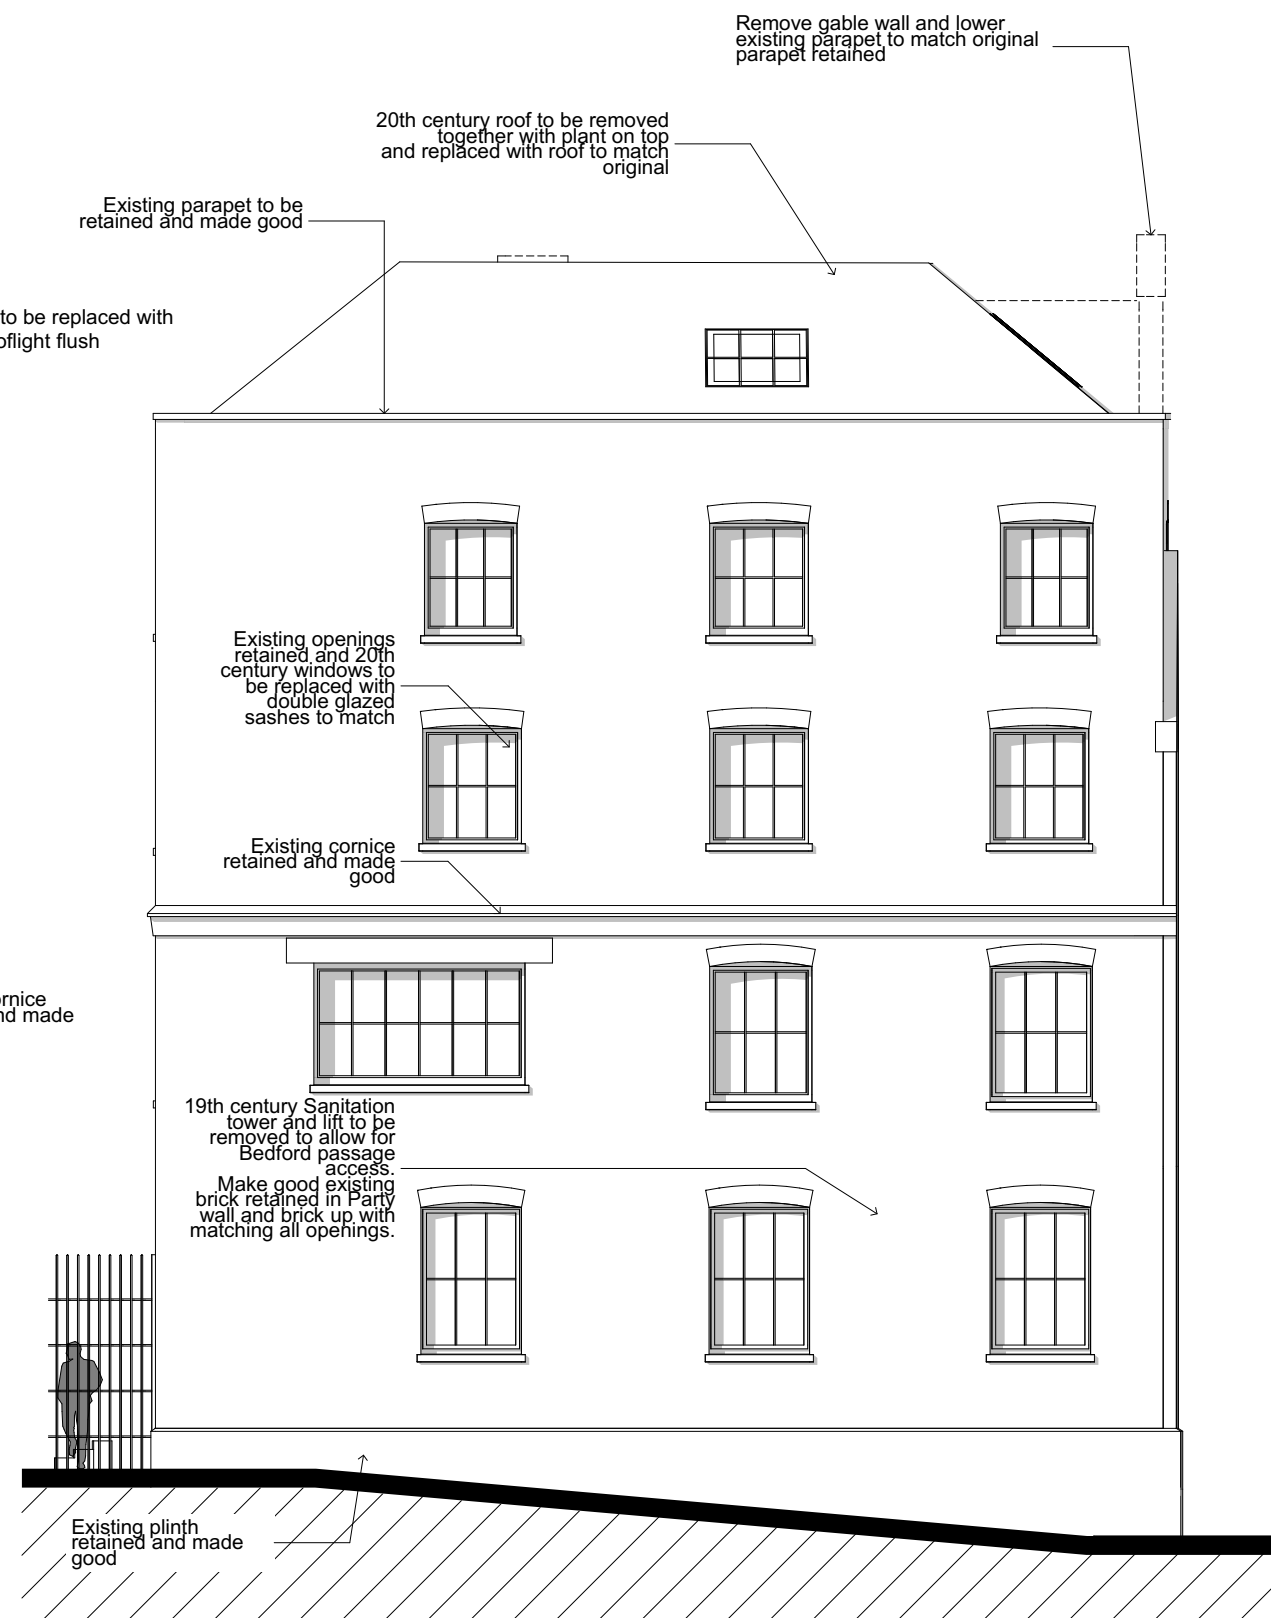 Remove gable wall and lower
existing parapet to match original
parapet retained
20th century roof to be removed
together with plant on top
and replaced with roof to match
original
Existing parapet to be
retained and made good
to be replaced with
oflight flush
Existing openings
retained and 20th
century windows to
be replaced with
double glazed
sashes to match
Existing cornice
retained and made
good
ornice
nd made
19th century Sanitation
tower and lift to be
removed to allow for
Bedford passage
access.
Make good existing
brick retained in Party
wall and brick up with
matching all openings.
Existing plinth
retained and made
good